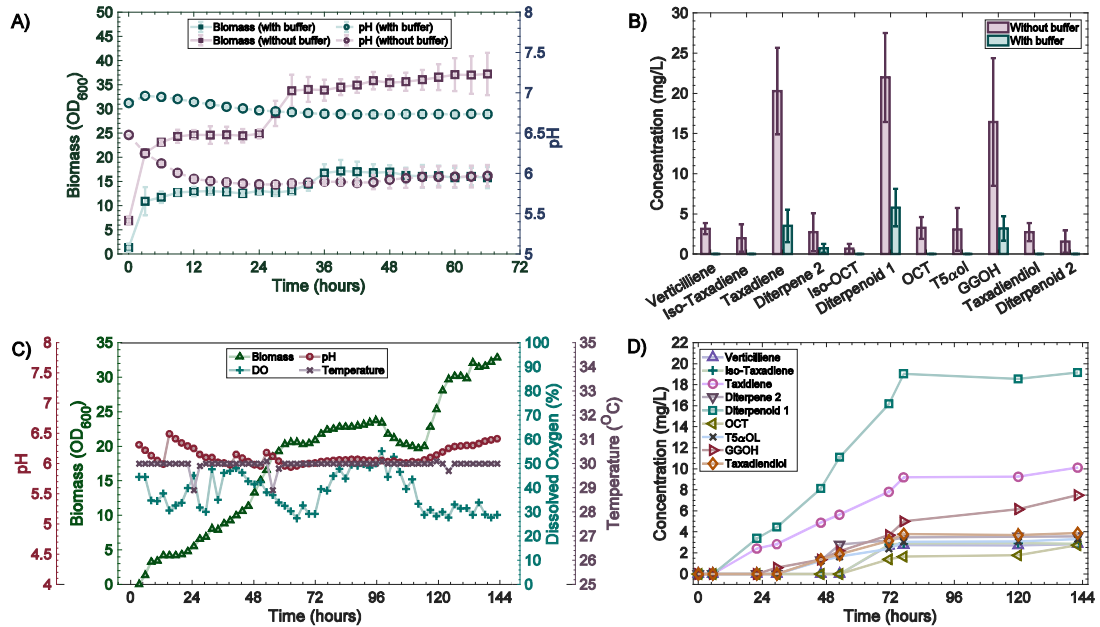 A)
Biomass (with buffer)
pH (with buffer)
Biomass (without buffer)
pH (without buffer)
Biomass (OD600)
50
45
40
35
30
25
20
15
10
5
0
0 12 24 36 48 60 72
Time (hours)
8
7.5
7
6.5
6
5.5
5
pH
B)
Without buffer
With buffer
Concentration (mg/L)
30
25
20
15
10
5
0
Verticilliene
Iso-Taxadiene
Taxadiene
Diterpene 2
Iso-OCT
Diterpenoid 1
OCT
T5αol
GGOH
Taxadiendiol
Diterpenoid 2
C)
Biomass
pH
DO
Temperature
pH
8
7.5
7
6.5
6
5.5
5
4.5
4
Biomass (OD600)
35
30
25
20
15
10
5
0
0 24 48 72 96 120 144
Time (hours)
100
90
80
70
60
50
40
30
20
10
0
Dissolved Oxygen (%)
35
34
33
32
31
30
29
28
27
26
25
Temperature (OC)
D)
Verticilliene
Iso-Taxadiene
Taxidiene
Diterpene 2
Diterpenoid 1
OCT
T5αOL
GGOH
Taxadiendiol
Concentration (mg/L)
22
20
18
16
14
12
10
8
6
4
2
0
0 24 48 72 96 120 144
Time (hours)